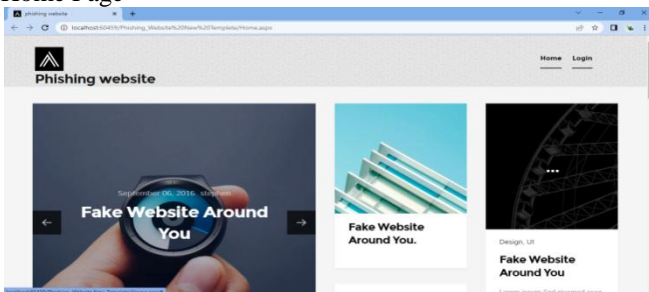 Home Page
phishing website
localhost:60459/Phishing_Website%20New%20Template/Home.aspx
Phishing website
Home Login
September 06, 2016 stephen
Fake Website Around
You
Fake Website
Around You.
Design, UI
Fake Website
Around You